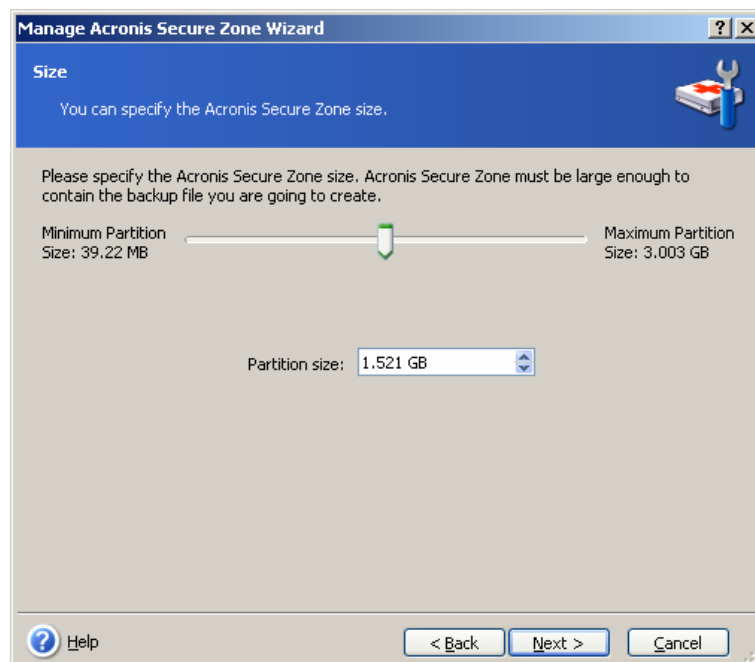 Manage Acronis Secure Zone Wizard
Size
You can specify the Acronis Secure Zone size.
Please specify the Acronis Secure Zone size. Acronis Secure Zone must be large enough to
contain the backup file you are going to create.
Minimum Partition
Size: 39.22 MB
Maximum Partition
Size: 3.003 GB
Partition size: 1.521 GB
Help
< Back
Next >
Cancel